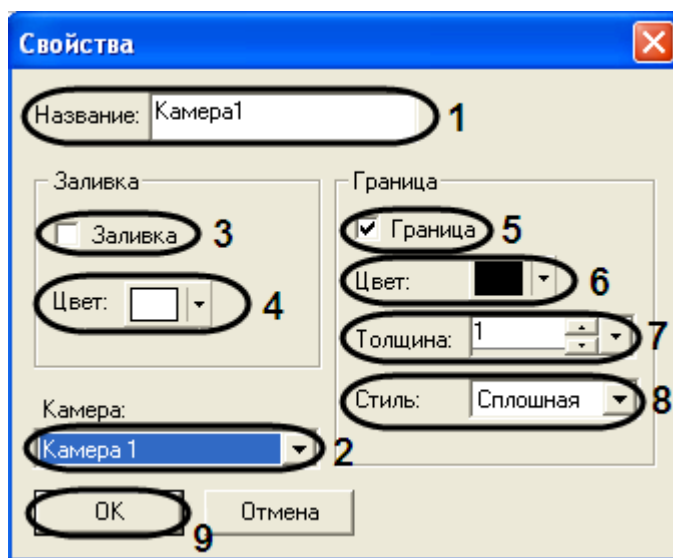 Свойства
Название: Камера1 1
Заливка
Заливка 3
Цвет: 4
Граница
Граница 5
Цвет: 6
Толщина: 1 7
Стиль: Сплошная 8
Камера:
Камера 1 2
OK 9
Отмена